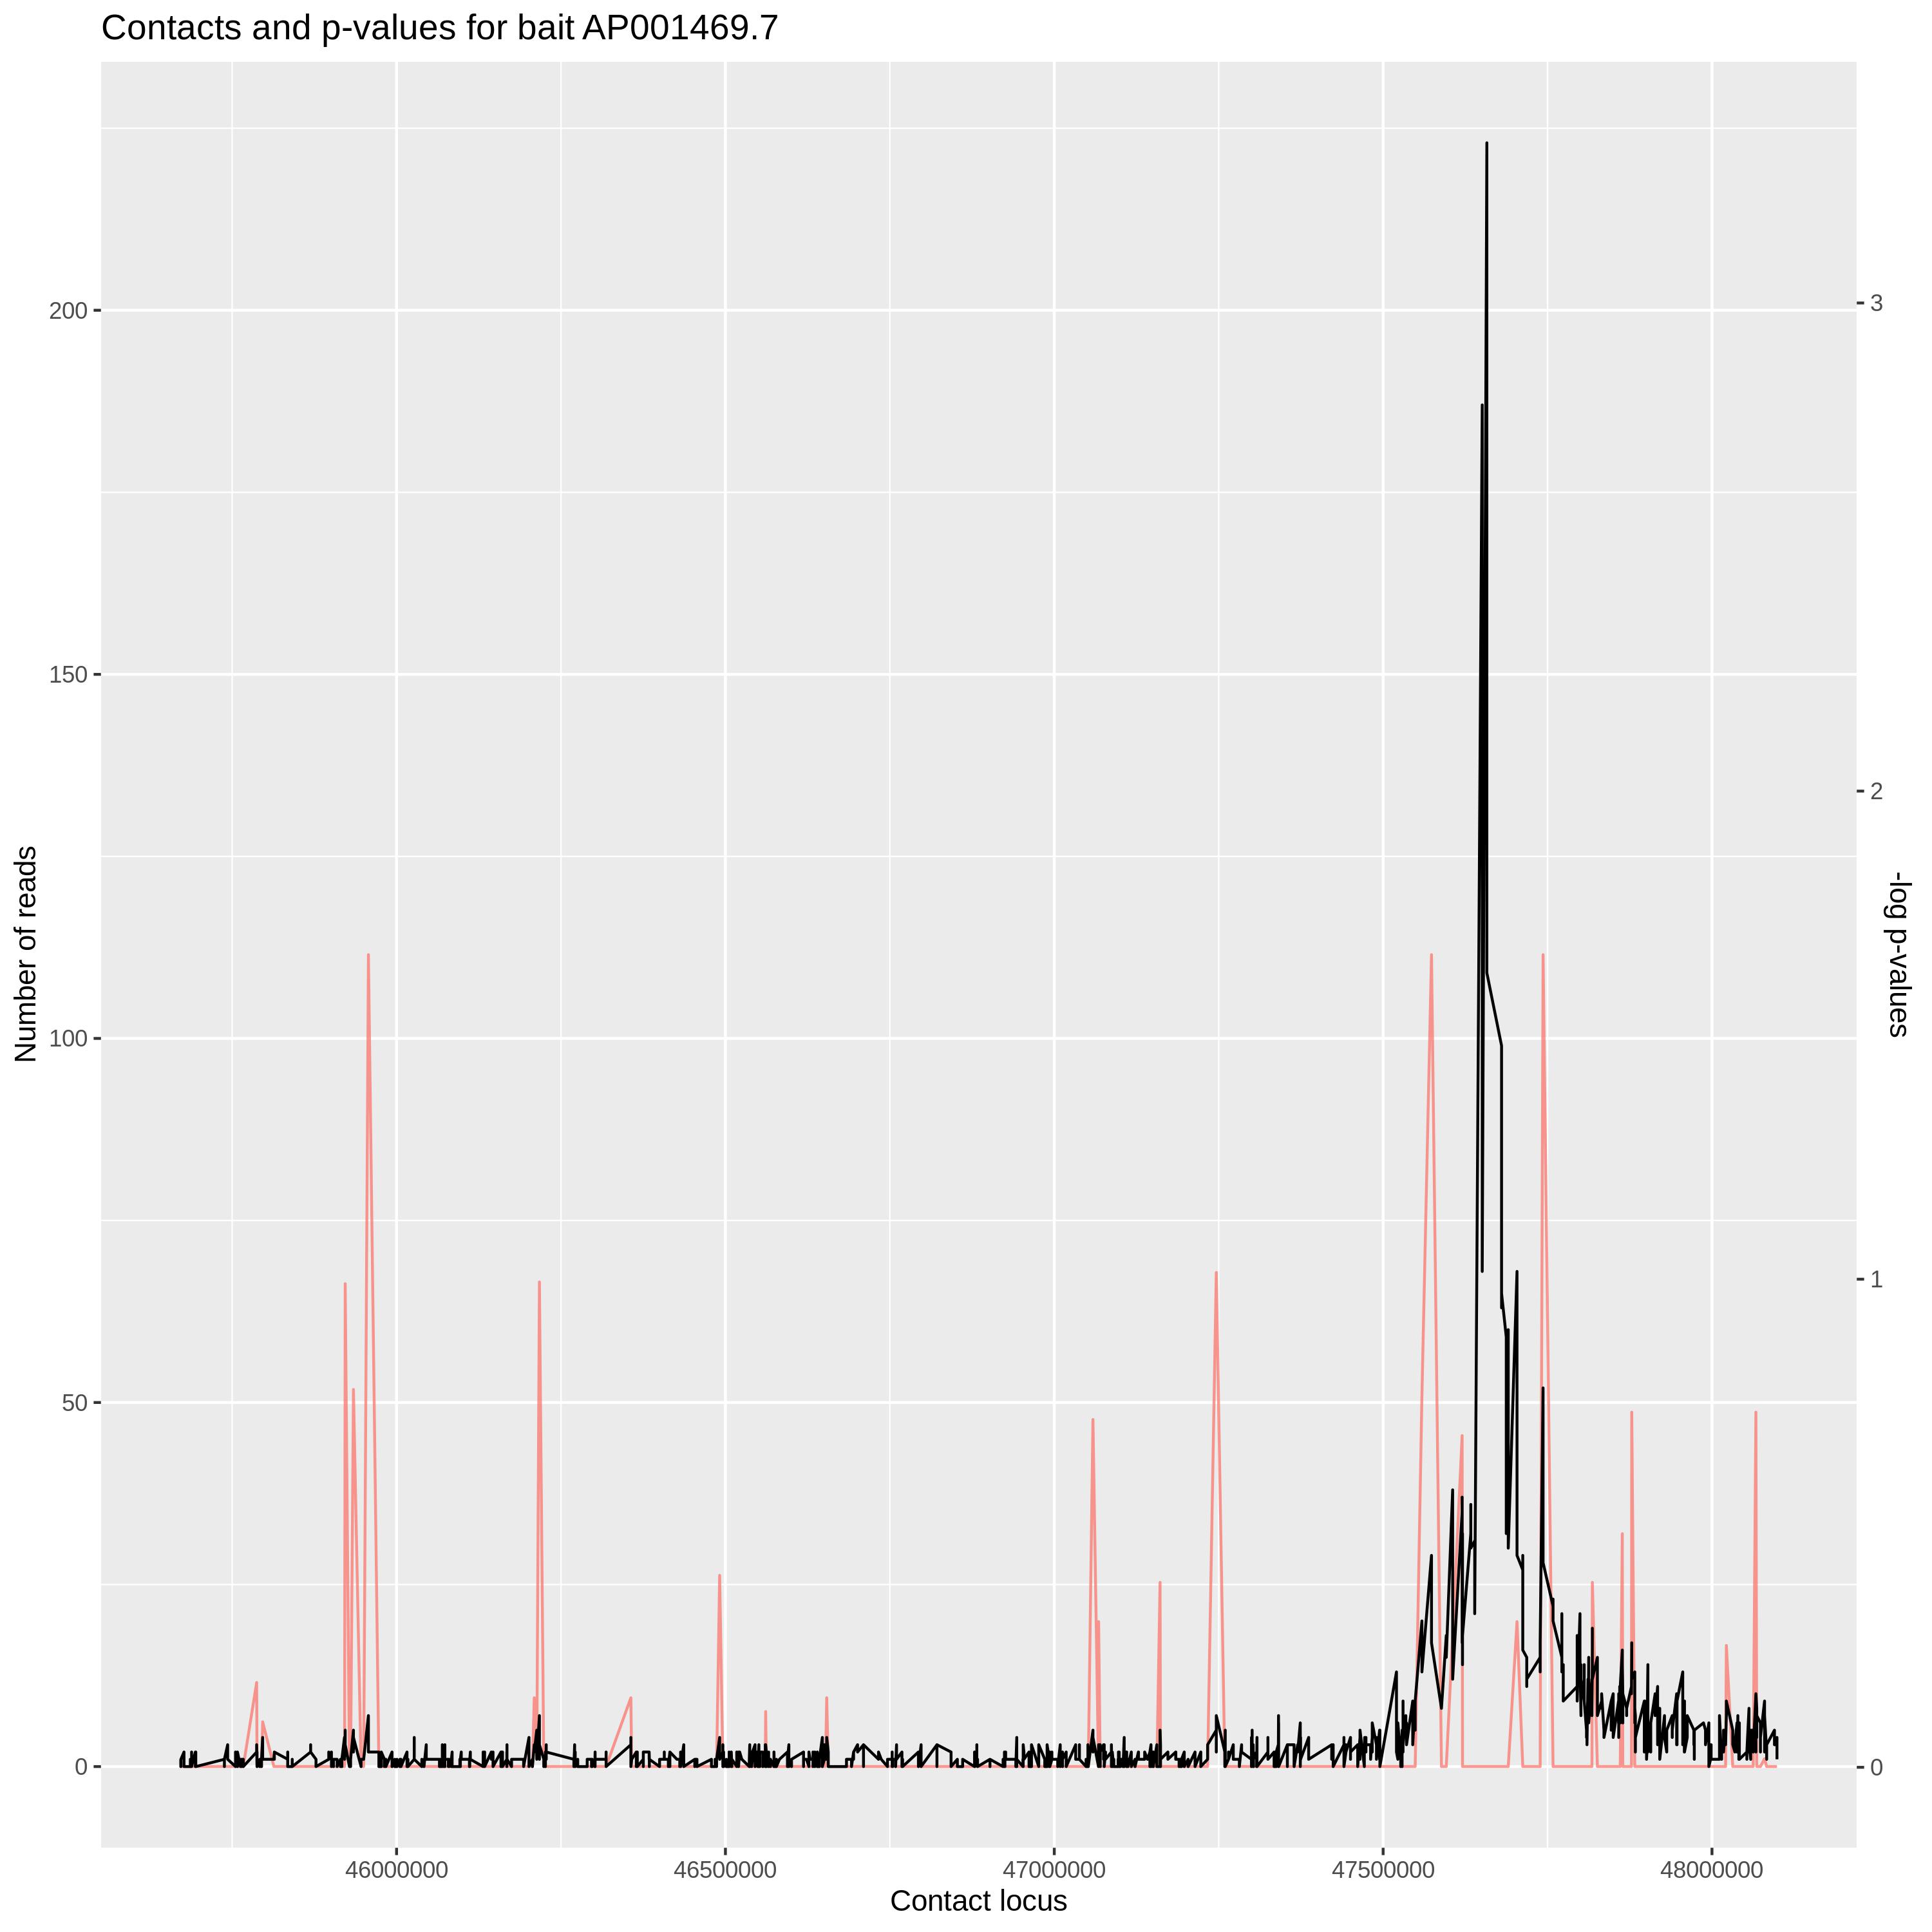 Contacts and p-values for bait AP001469.7
Number of reads
200
150
100
50
0
3
2
1
0
-log p-values
46000000 46500000 47000000 47500000 48000000
Contact locus